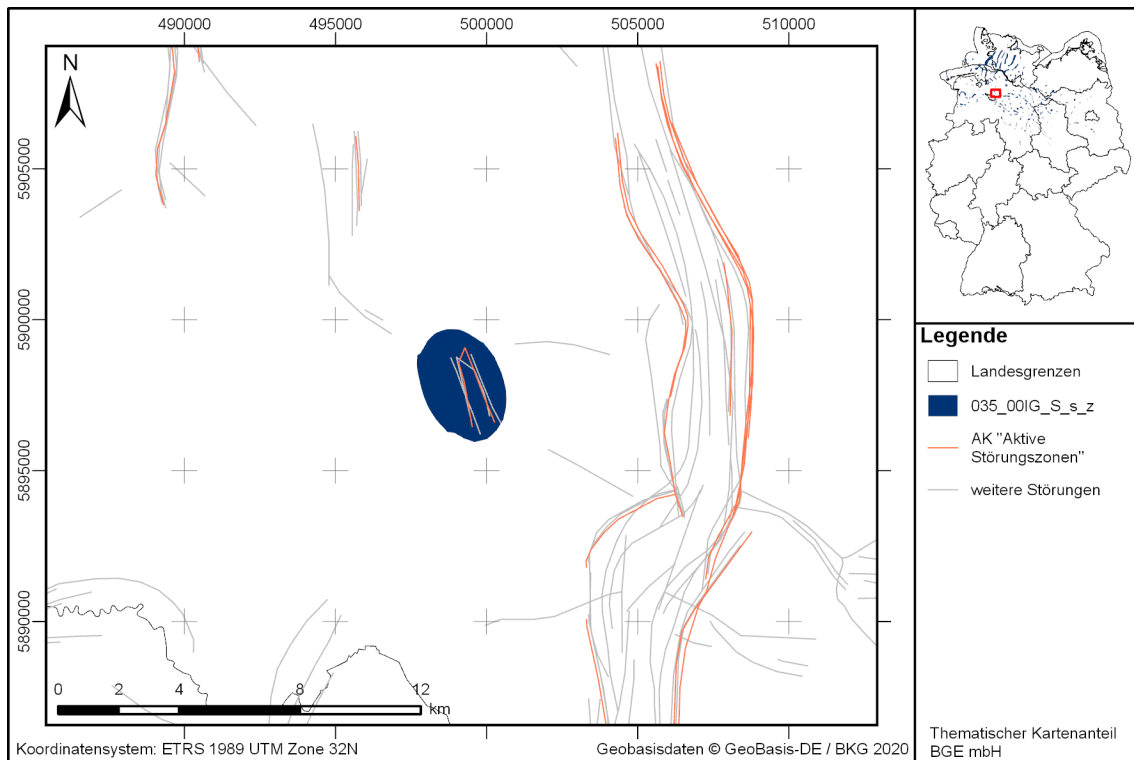 490000 495000 500000 505000 510000
N
5905000
5900000
5895000
5890000
0 2 4 8 12
km
Koordinatensystem: ETRS 1989 UTM Zone 32N
Geobasisdaten © GeoBasis-DE / BKG 2020
Legende
Landesgrenzen
035_00IG_S_s_z
AK "Aktive
Störungszonen"
weitere Störungen
Thematischer Kartenanteil
BGE mbH